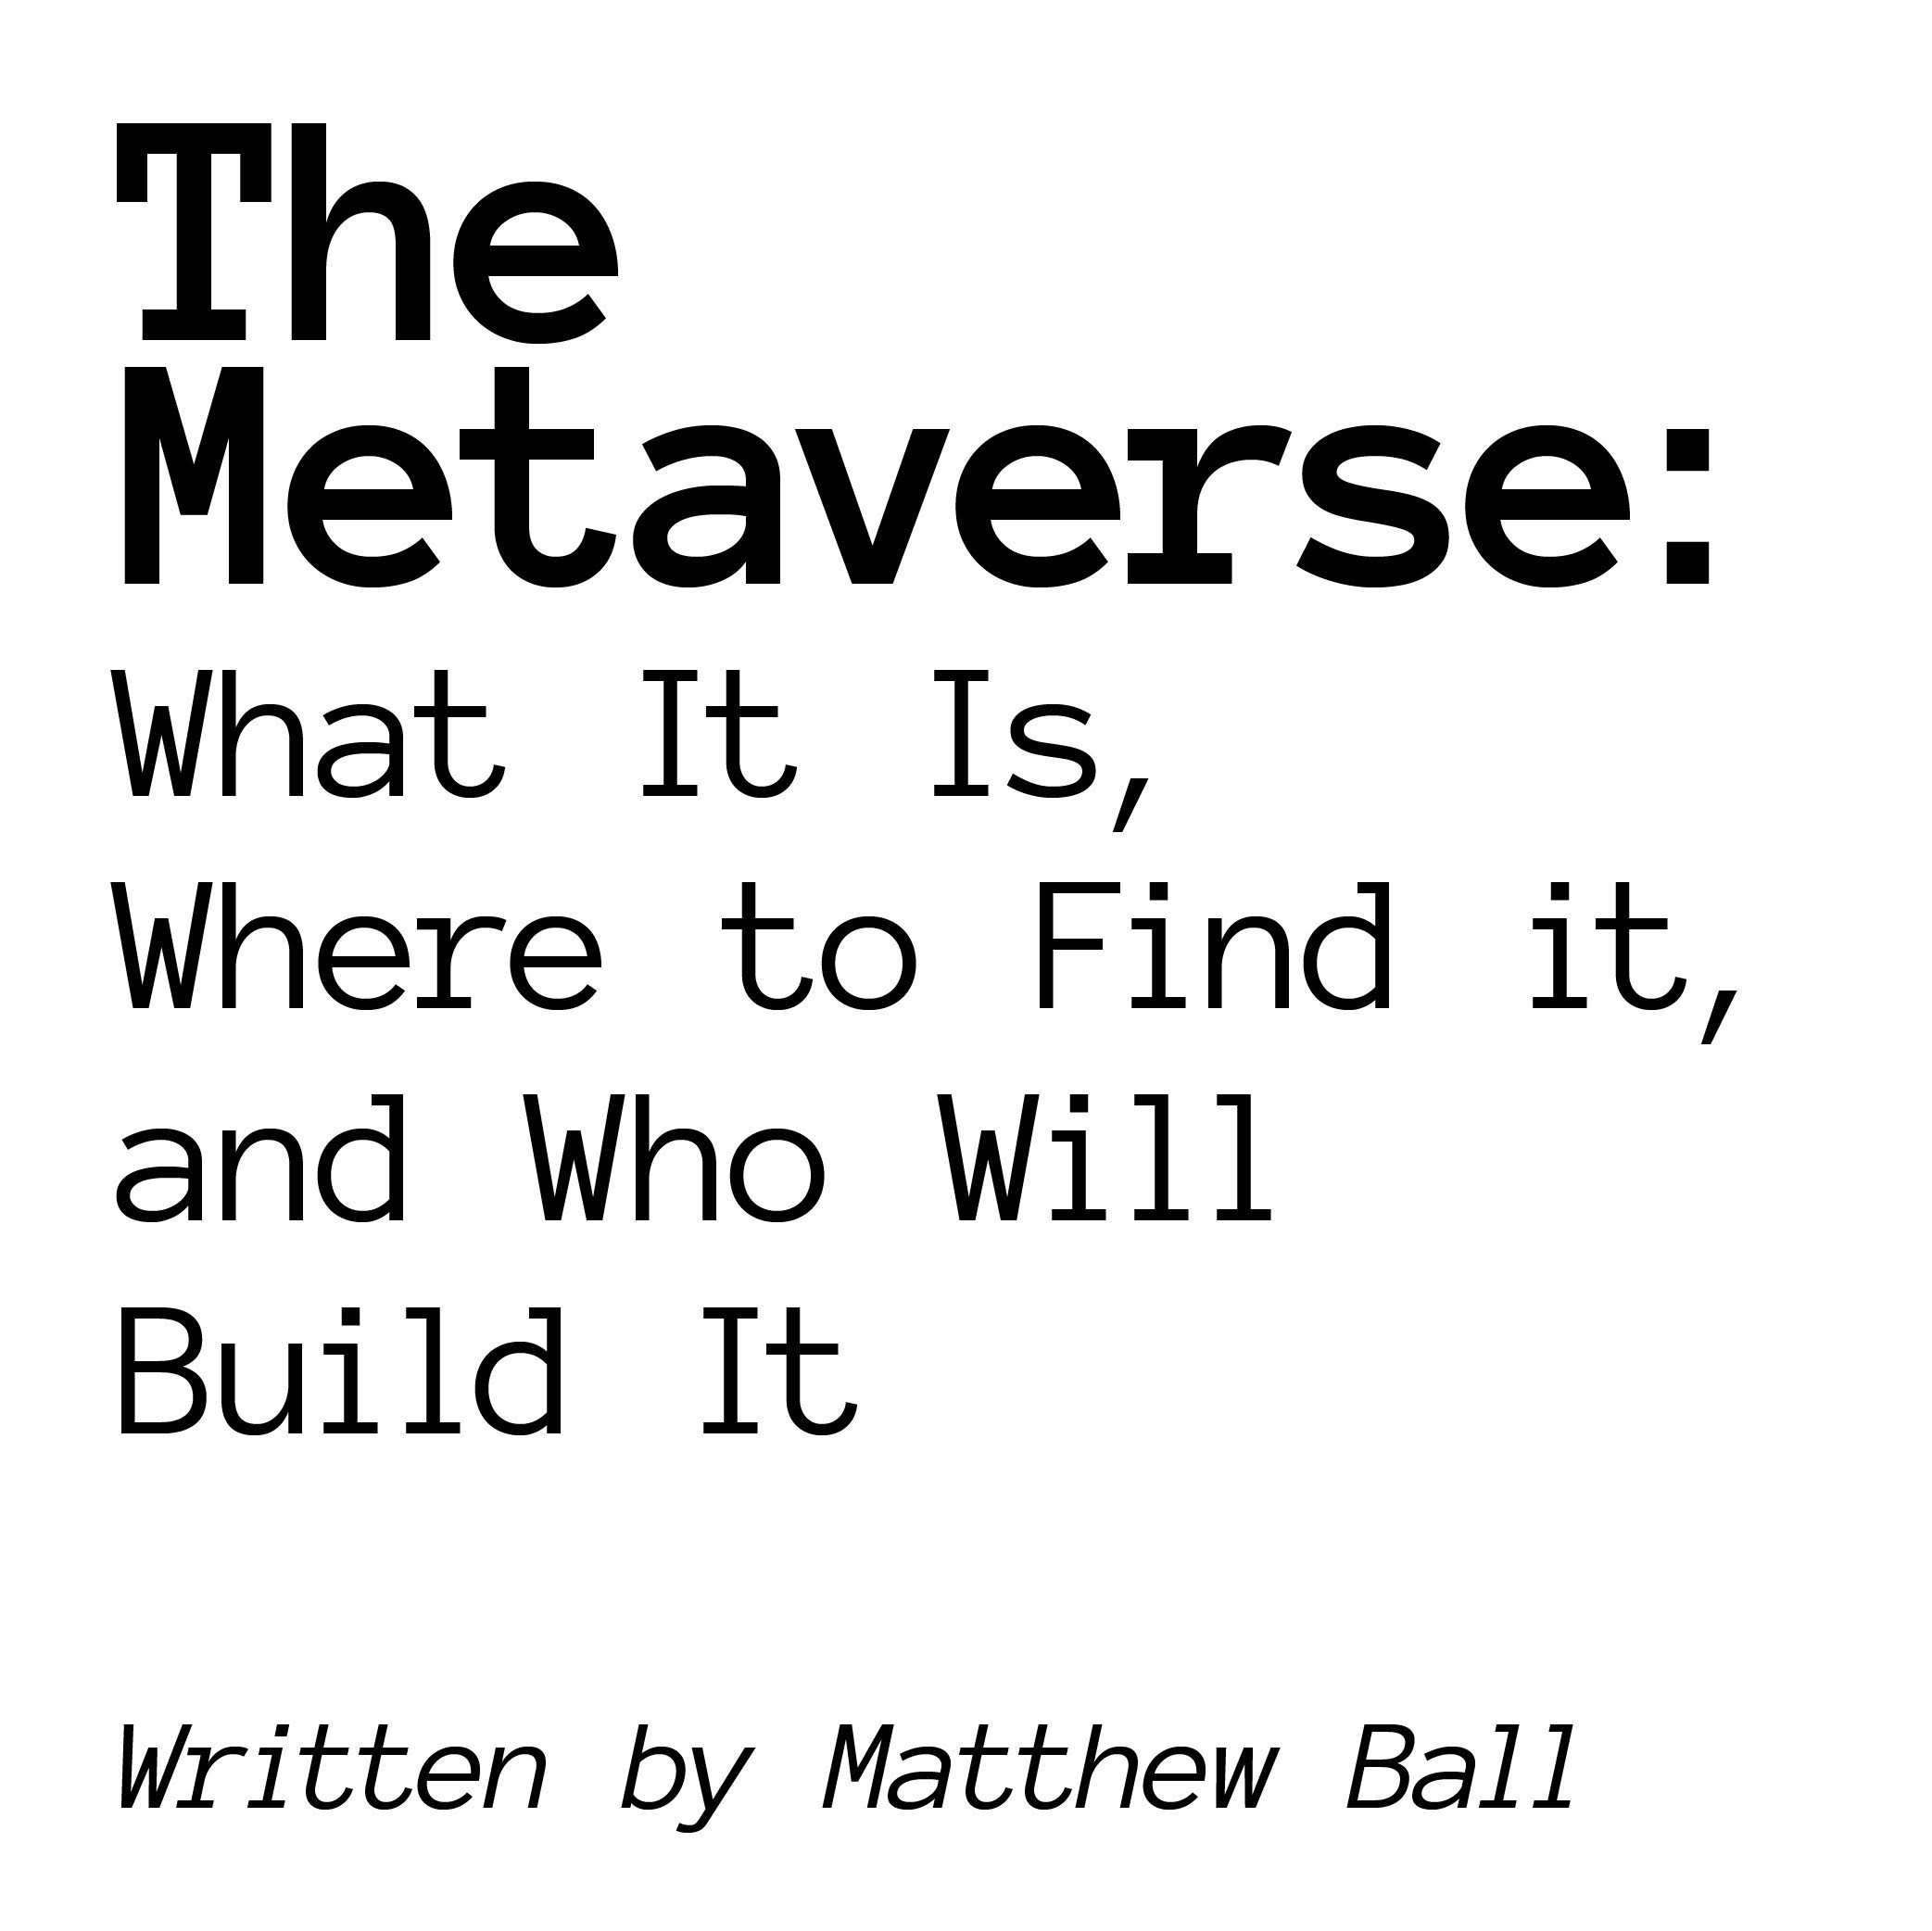 The
Metaverse:
What It Is,
Where to Find it,
and Who Will
Build It
Written by Matthew Ball